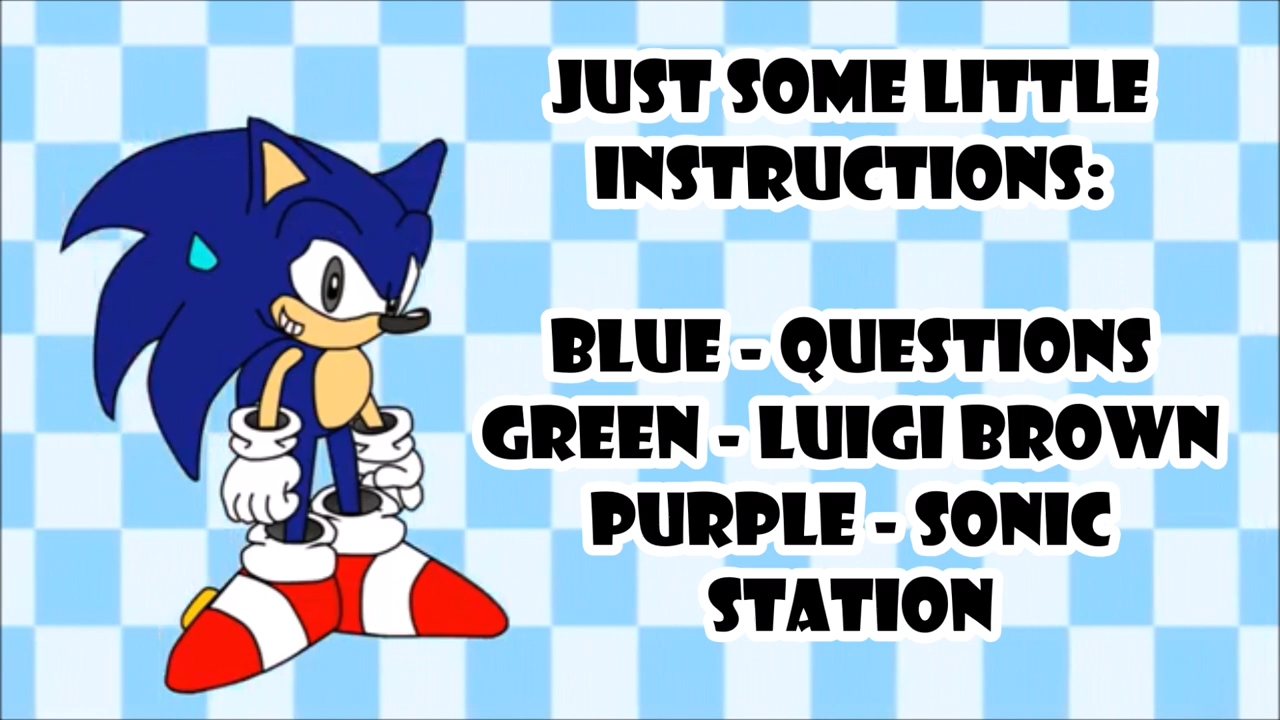 JUST SOME LITTLE
INSTRUCTIONS:
BLUE - QUESTIONS
GREEN - LUIGI BROWN
PURPLE - SONIC
STATION